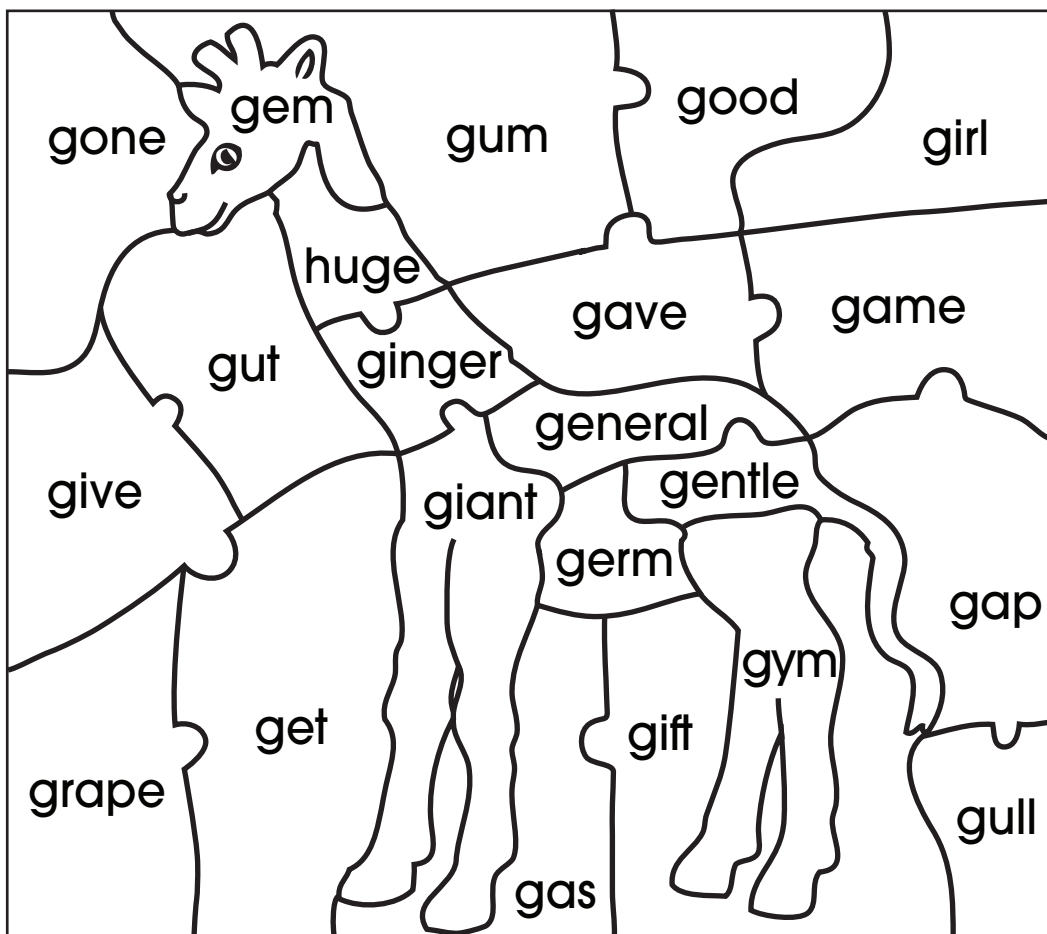 gone
gem
gum
good
girl
huge
gave
game
gut
ginger
general
give
giant
gentle
germ
gap
gym
get
gift
grape
gull
gas